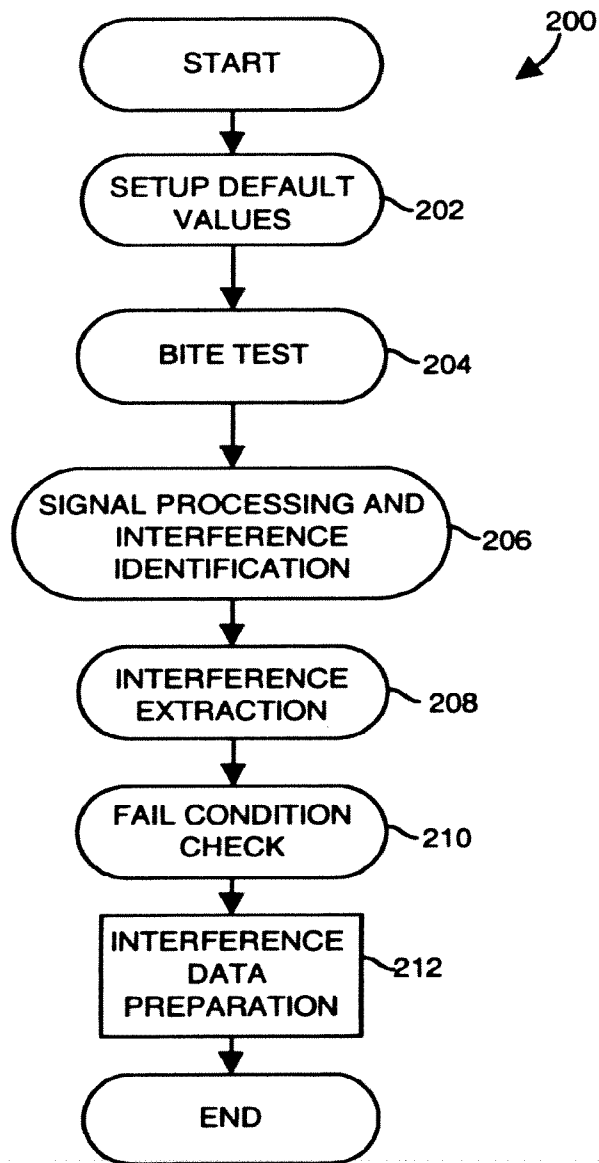 200
START
SETUP DEFAULT
VALUES
202
BITE TEST
204
SIGNAL PROCESSING AND
INTERFERENCE
IDENTIFICATION
206
INTERFERENCE
EXTRACTION
208
FAIL CONDITION
CHECK
210
INTERFERENCE
DATA
PREPARATION
212
END